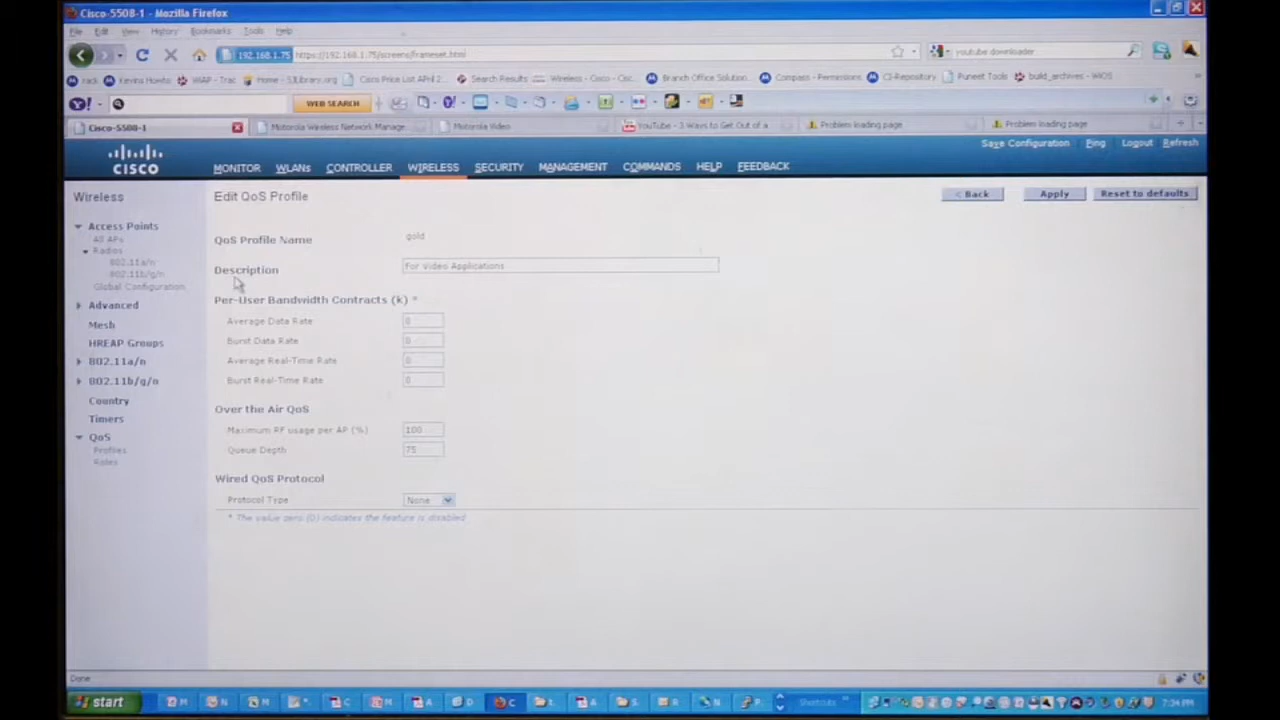 Cisco-5508-1 - Mozilla Firefox
File Edit View History Bookmarks Tools Help
192.168.1.75 https://192.168.1.75/screens/frameset.html youtube downloader
rack Kevins Howto WiAP - Trac Home - 53Library.org Cisco Price List APril 2... Search Results Wireless - Cisco - Cisc... Branch Office Solution... Compass - Permissions CI-Repository Puneet Tools build_archives - WiOS
WEB SEARCH
Cisco-5508-1 Motorola Wireless Network Manage Motorola Video YouTube - 3 Ways to Get Out of a Problem loading page Problem loading page
Save Configuration Ping Logout Refresh
CISCO MONITOR WLANs CONTROLLER WIRELESS SECURITY MANAGEMENT COMMANDS HELP FEEDBACK
Wireless
Access Points
All APs
Radios
802.11a/n
802.11b/g/n
Global Configuration
Advanced
Mesh
HREAP Groups
802.11a/n
802.11b/g/n
Country
Timers
QoS
Profiles
Roles
Edit QoS Profile < Back Apply Reset to defaults
QoS Profile Name gold
Description For Video Applications
Per-User Bandwidth Contracts (k) *
Average Data Rate 0
Burst Data Rate 0
Average Real-Time Rate 0
Burst Real-Time Rate 0
Over the Air QoS
Maximum RF usage per AP (%) 100
Queue Depth 75
Wired QoS Protocol
Protocol Type None
* The value zero (0) indicates the feature is disabled
Done
start Shortcuts 7:34 PM